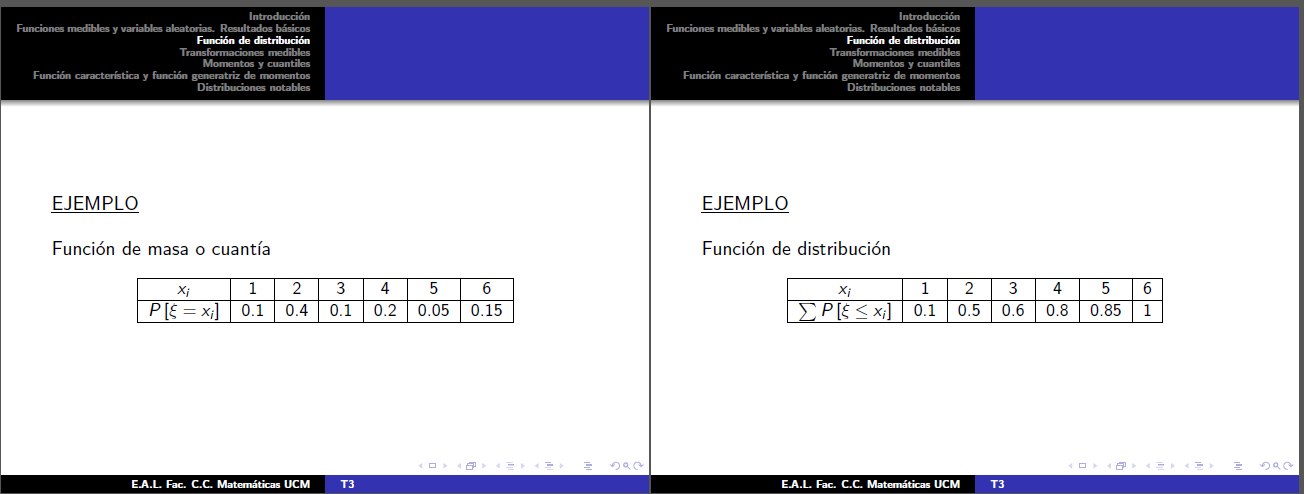 Introducción
Funciones medibles y variables aleatorias. Resultados básicos
Función de distribución
Transformaciones medibles
Momentos y cuantiles
Función característica y función generatriz de momentos
Distribuciones notables
EJEMPLO
Función de masa o cuantía
xᵢ 1 2 3 4 5 6
P [ξ = xᵢ] 0.1 0.4 0.1 0.2 0.05 0.15
E.A.L. Fac. C.C. Matemáticas UCM T3
Introducción
Funciones medibles y variables aleatorias. Resultados básicos
Función de distribución
Transformaciones medibles
Momentos y cuantiles
Función característica y función generatriz de momentos
Distribuciones notables
EJEMPLO
Función de distribución
xᵢ 1 2 3 4 5 6
∑ P [ξ ≤ xᵢ] 0.1 0.5 0.6 0.8 0.85 1
E.A.L. Fac. C.C. Matemáticas UCM T3